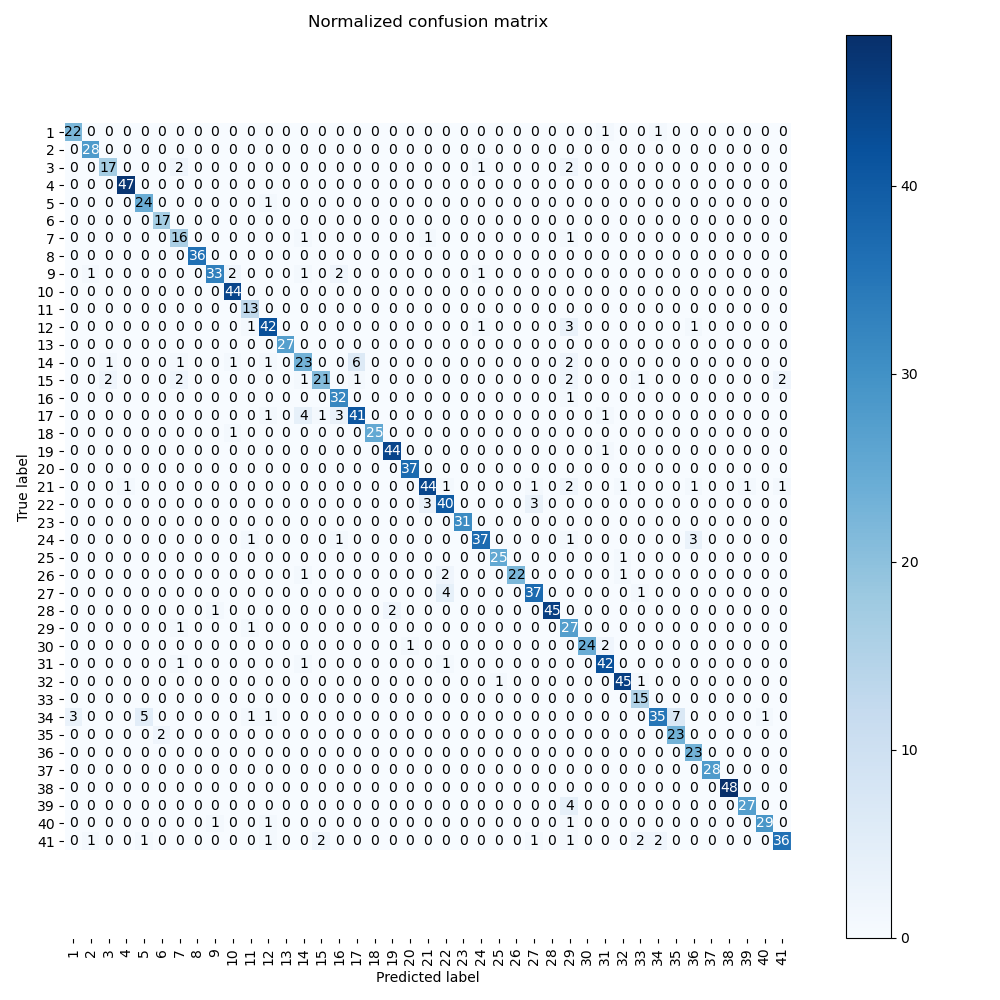 Normalized confusion matrix
1 22 0 0 0 0 0 0 0 0 0 0 0 0 0 0 0 0 0 0 0 0 0 0 0 0 0 0 0 0 0 1 0 0 1 0 0 0 0 0 0 0
2 0 28 0 0 0 0 0 0 0 0 0 0 0 0 0 0 0 0 0 0 0 0 0 0 0 0 0 0 0 0 0 0 0 0 0 0 0 0 0 0 0
3 0 0 17 0 0 0 2 0 0 0 0 0 0 0 0 0 0 0 0 0 0 0 0 1 0 0 0 0 2 0 0 0 0 0 0 0 0 0 0 0 0
4 0 0 0 47 0 0 0 0 0 0 0 0 0 0 0 0 0 0 0 0 0 0 0 0 0 0 0 0 0 0 0 0 0 0 0 0 0 0 0 0 0
5 0 0 0 0 24 0 0 0 0 0 0 1 0 0 0 0 0 0 0 0 0 0 0 0 0 0 0 0 0 0 0 0 0 0 0 0 0 0 0 0 0
6 0 0 0 0 0 17 0 0 0 0 0 0 0 0 0 0 0 0 0 0 0 0 0 0 0 0 0 0 0 0 0 0 0 0 0 0 0 0 0 0 0
7 0 0 0 0 0 0 16 0 0 0 0 0 0 1 0 0 0 0 0 0 1 0 0 0 0 0 0 0 1 0 0 0 0 0 0 0 0 0 0 0 0
8 0 0 0 0 0 0 0 36 0 0 0 0 0 0 0 0 0 0 0 0 0 0 0 0 0 0 0 0 0 0 0 0 0 0 0 0 0 0 0 0 0
9 0 1 0 0 0 0 0 0 33 2 0 0 0 1 0 2 0 0 0 0 0 0 0 1 0 0 0 0 0 0 0 0 0 0 0 0 0 0 0 0 0
10 0 0 0 0 0 0 0 0 0 44 0 0 0 0 0 0 0 0 0 0 0 0 0 0 0 0 0 0 0 0 0 0 0 0 0 0 0 0 0 0 0
11 0 0 0 0 0 0 0 0 0 0 13 0 0 0 0 0 0 0 0 0 0 0 0 0 0 0 0 0 0 0 0 0 0 0 0 0 0 0 0 0 0
12 0 0 0 0 0 0 0 0 0 0 1 42 0 0 0 0 0 0 0 0 0 0 0 1 0 0 0 0 3 0 0 0 0 0 0 1 0 0 0 0 0
13 0 0 0 0 0 0 0 0 0 0 0 0 27 0 0 0 0 0 0 0 0 0 0 0 0 0 0 0 0 0 0 0 0 0 0 0 0 0 0 0 0
14 0 0 1 0 0 0 1 0 0 1 0 1 0 23 0 0 6 0 0 0 0 0 0 0 0 0 0 0 2 0 0 0 0 0 0 0 0 0 0 0 0
15 0 0 2 0 0 0 2 0 0 0 0 0 0 1 21 0 1 0 0 0 0 0 0 0 0 0 0 0 2 0 0 0 1 0 0 0 0 0 0 0 2
16 0 0 0 0 0 0 0 0 0 0 0 0 0 0 0 32 0 0 0 0 0 0 0 0 0 0 0 0 1 0 0 0 0 0 0 0 0 0 0 0 0
17 0 0 0 0 0 0 0 0 0 0 0 1 0 4 1 3 41 0 0 0 0 0 0 0 0 0 0 0 0 0 1 0 0 0 0 0 0 0 0 0 0
18 0 0 0 0 0 0 0 0 0 1 0 0 0 0 0 0 0 25 0 0 0 0 0 0 0 0 0 0 0 0 0 0 0 0 0 0 0 0 0 0 0
19 0 0 0 0 0 0 0 0 0 0 0 0 0 0 0 0 0 0 44 0 0 0 0 0 0 0 0 0 0 0 1 0 0 0 0 0 0 0 0 0 0
20 0 0 0 0 0 0 0 0 0 0 0 0 0 0 0 0 0 0 0 37 0 0 0 0 0 0 0 0 0 0 0 0 0 0 0 0 0 0 0 0 0
21 0 0 0 1 0 0 0 0 0 0 0 0 0 0 0 0 0 0 0 0 44 1 0 0 0 0 1 0 2 0 0 1 0 0 0 1 0 0 1 0 1
22 0 0 0 0 0 0 0 0 0 0 0 0 0 0 0 0 0 0 0 0 3 40 0 0 0 0 3 0 0 0 0 0 0 0 0 0 0 0 0 0 0
23 0 0 0 0 0 0 0 0 0 0 0 0 0 0 0 0 0 0 0 0 0 0 31 0 0 0 0 0 0 0 0 0 0 0 0 0 0 0 0 0 0
24 0 0 0 0 0 0 0 0 0 0 1 0 0 0 0 1 0 0 0 0 0 0 0 37 0 0 0 0 1 0 0 0 0 0 0 3 0 0 0 0 0
25 0 0 0 0 0 0 0 0 0 0 0 0 0 0 0 0 0 0 0 0 0 0 0 0 25 0 0 0 0 0 0 1 0 0 0 0 0 0 0 0 0
26 0 0 0 0 0 0 0 0 0 0 0 0 0 1 0 0 0 0 0 0 0 2 0 0 0 22 0 0 0 0 0 1 0 0 0 0 0 0 0 0 0
27 0 0 0 0 0 0 0 0 0 0 0 0 0 0 0 0 0 0 0 0 0 4 0 0 0 0 37 0 0 0 0 0 1 0 0 0 0 0 0 0 0
28 0 0 0 0 0 0 0 0 1 0 0 0 0 0 0 0 0 0 2 0 0 0 0 0 0 0 0 45 0 0 0 0 0 0 0 0 0 0 0 0 0
29 0 0 0 0 0 0 1 0 0 0 1 0 0 0 0 0 0 0 0 0 0 0 0 0 0 0 0 0 27 0 0 0 0 0 0 0 0 0 0 0 0
30 0 0 0 0 0 0 0 0 0 0 0 0 0 0 0 0 0 0 0 1 0 0 0 0 0 0 0 0 0 24 2 0 0 0 0 0 0 0 0 0 0
31 0 0 0 0 0 0 1 0 0 0 0 0 0 1 0 0 0 0 0 0 0 1 0 0 0 0 0 0 0 0 42 0 0 0 0 0 0 0 0 0 0
32 0 0 0 0 0 0 0 0 0 0 0 0 0 0 0 0 0 0 0 0 0 0 0 0 1 0 0 0 0 0 0 45 1 0 0 0 0 0 0 0 0
33 0 0 0 0 0 0 0 0 0 0 0 0 0 0 0 0 0 0 0 0 0 0 0 0 0 0 0 0 0 0 0 0 15 0 0 0 0 0 0 0 0
34 3 0 0 0 5 0 0 0 0 0 1 1 0 0 0 0 0 0 0 0 0 0 0 0 0 0 0 0 0 0 0 0 0 35 7 0 0 0 0 1 0
35 0 0 0 0 0 2 0 0 0 0 0 0 0 0 0 0 0 0 0 0 0 0 0 0 0 0 0 0 0 0 0 0 0 0 23 0 0 0 0 0 0
36 0 0 0 0 0 0 0 0 0 0 0 0 0 0 0 0 0 0 0 0 0 0 0 0 0 0 0 0 0 0 0 0 0 0 0 23 0 0 0 0 0
37 0 0 0 0 0 0 0 0 0 0 0 0 0 0 0 0 0 0 0 0 0 0 0 0 0 0 0 0 0 0 0 0 0 0 0 0 28 0 0 0 0
38 0 0 0 0 0 0 0 0 0 0 0 0 0 0 0 0 0 0 0 0 0 0 0 0 0 0 0 0 0 0 0 0 0 0 0 0 0 48 0 0 0
39 0 0 0 0 0 0 0 0 0 0 0 0 0 0 0 0 0 0 0 0 0 0 0 0 0 0 0 0 4 0 0 0 0 0 0 0 0 0 27 0 0
40 0 0 0 0 0 0 0 0 1 0 0 1 0 0 0 0 0 0 0 0 0 0 0 0 0 0 0 0 1 0 0 0 0 0 0 0 0 0 0 29 0
41 0 1 0 0 1 0 0 0 0 0 0 1 0 0 2 0 0 0 0 0 0 0 0 0 0 0 1 0 1 0 0 0 2 2 0 0 0 0 0 0 36
True label
1 2 3 4 5 6 7 8 9 10 11 12 13 14 15 16 17 18 19 20 21 22 23 24 25 26 27 28 29 30 31 32 33 34 35 36 37 38 39 40 41
Predicted label
40
30
20
10
0